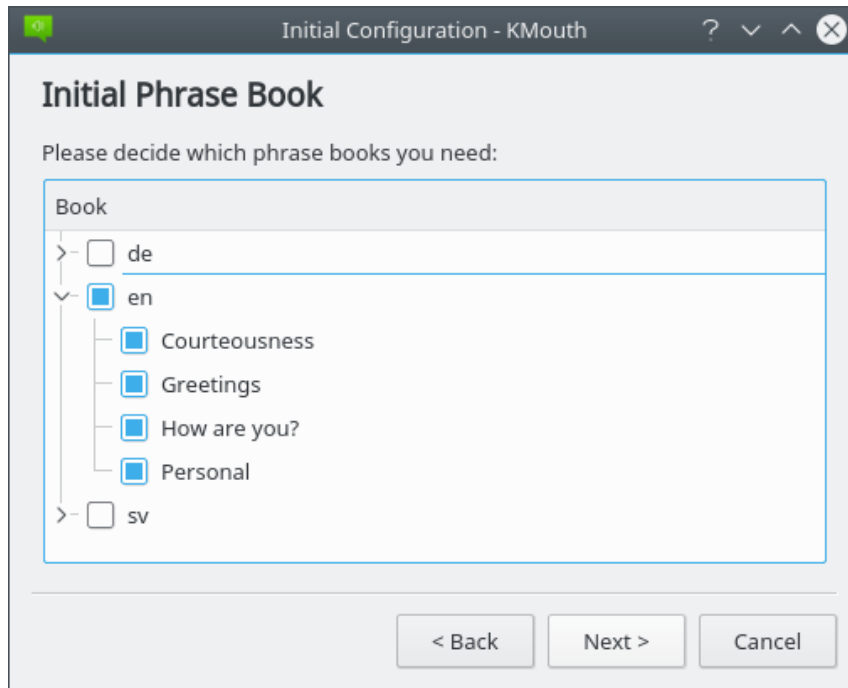 Initial Configuration - KMouth
Initial Phrase Book
Please decide which phrase books you need:
Book
de
en
Courteousness
Greetings
How are you?
Personal
sv
< Back Next > Cancel